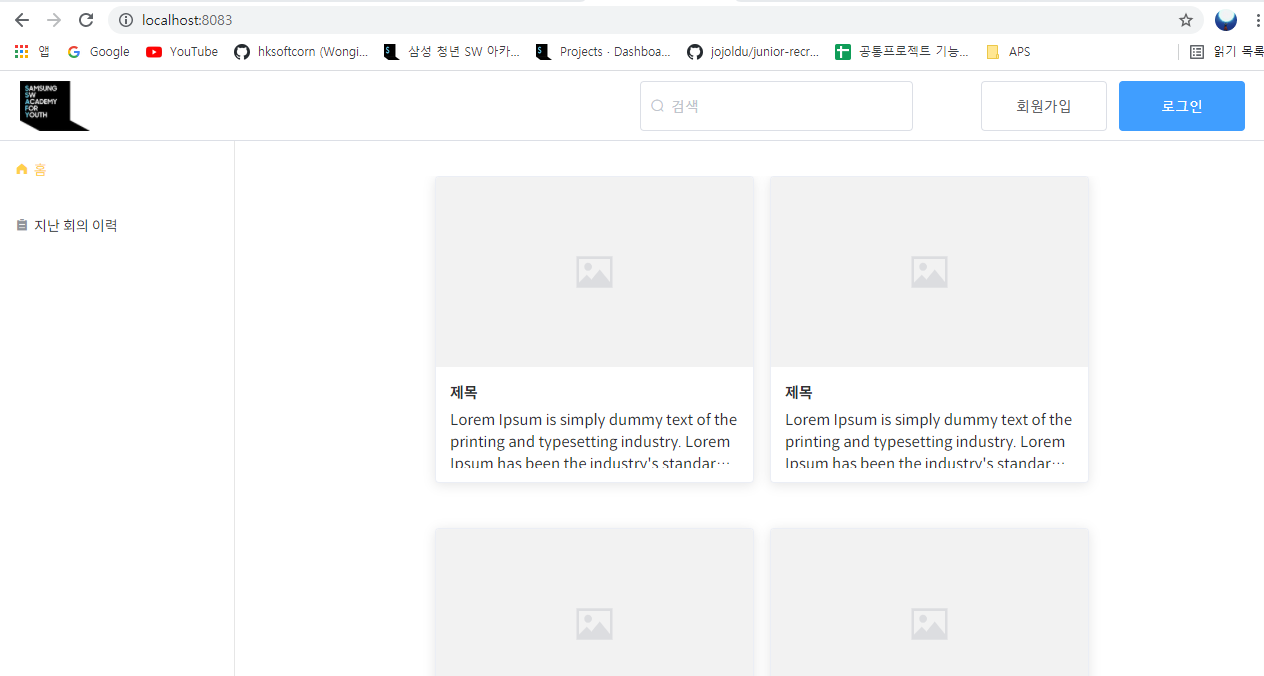 localhost:8083
앱 Google YouTube hksoftcorn (Wongi... 삼성 청년 SW 아카... Projects · Dashboa... jojoldu/junior-recr... 공통프로젝트 기능... APS 읽기 목록
SAMSUNG
SW
ACADEMY
FOR
YOUTH
검색 회원가입 로그인
홈
지난 회의 이력
제목
Lorem Ipsum is simply dummy text of the
printing and typesetting industry. Lorem
Ipsum has been the industry's standar…
제목
Lorem Ipsum is simply dummy text of the
printing and typesetting industry. Lorem
Ipsum has been the industry's standar…